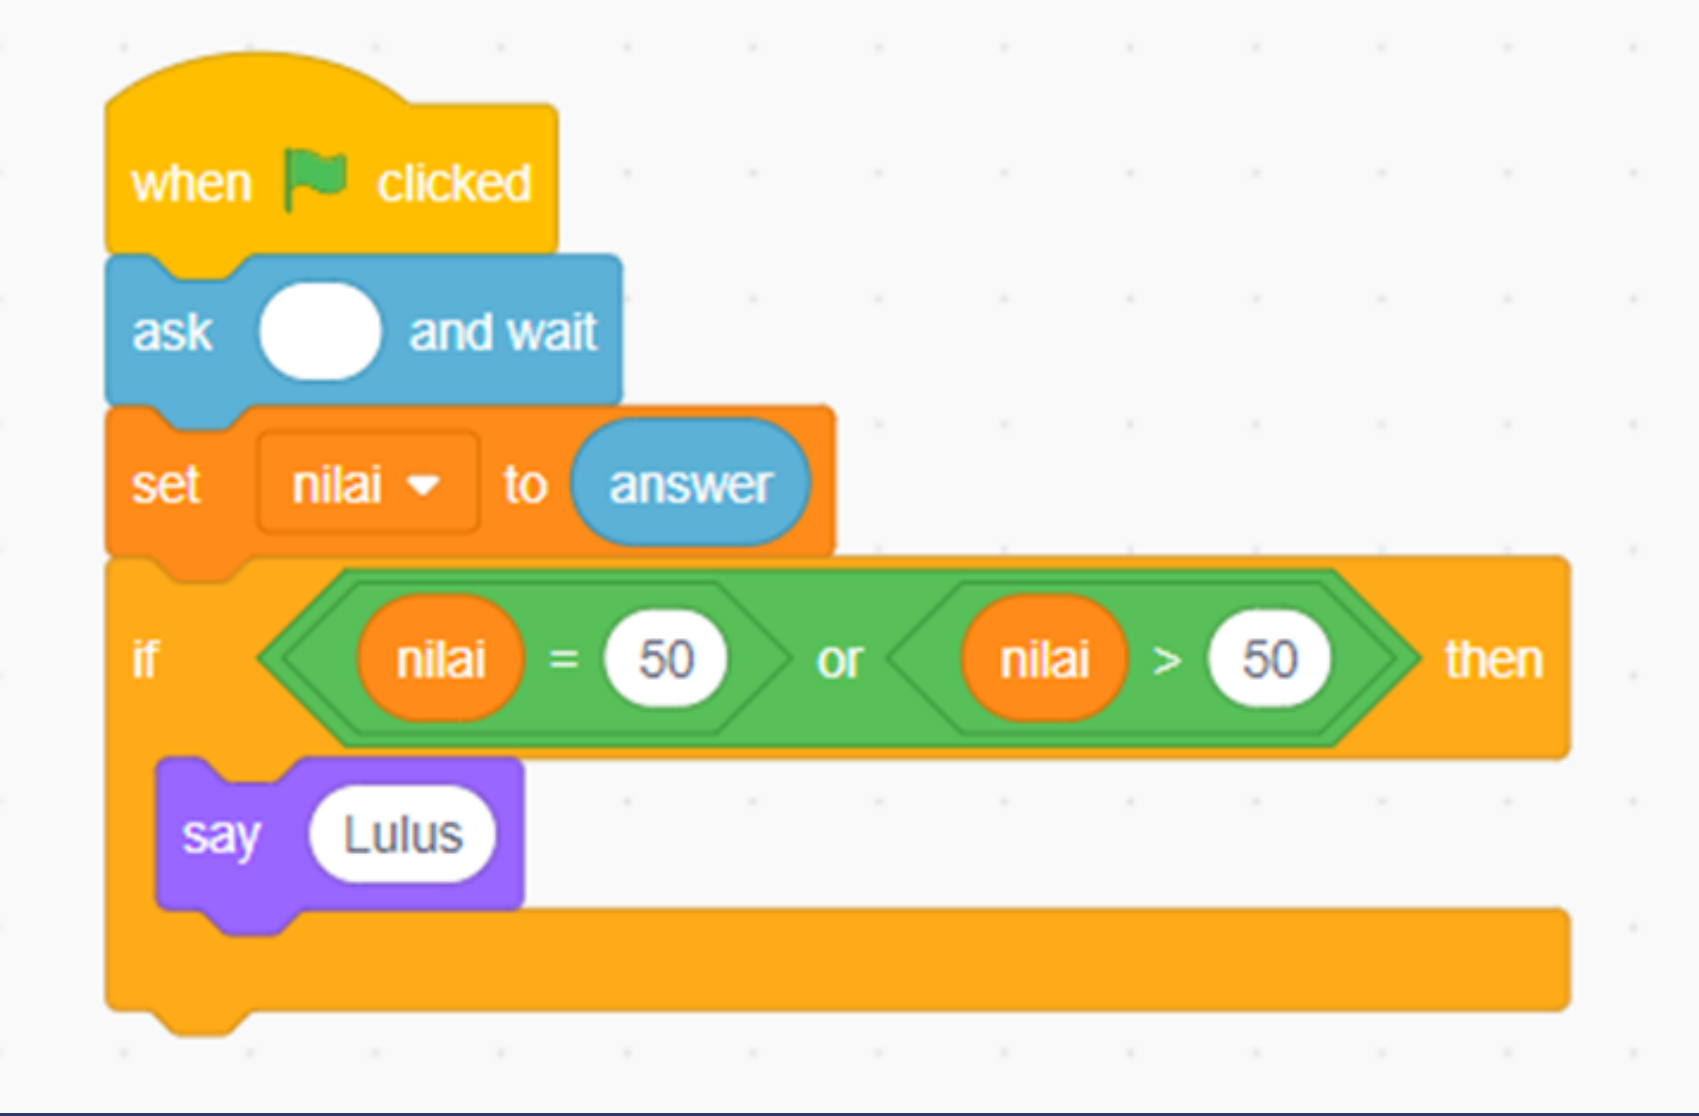 when clicked
ask and wait
set nilai to answer
if nilai = 50 or nilai > 50 then
say Lulus